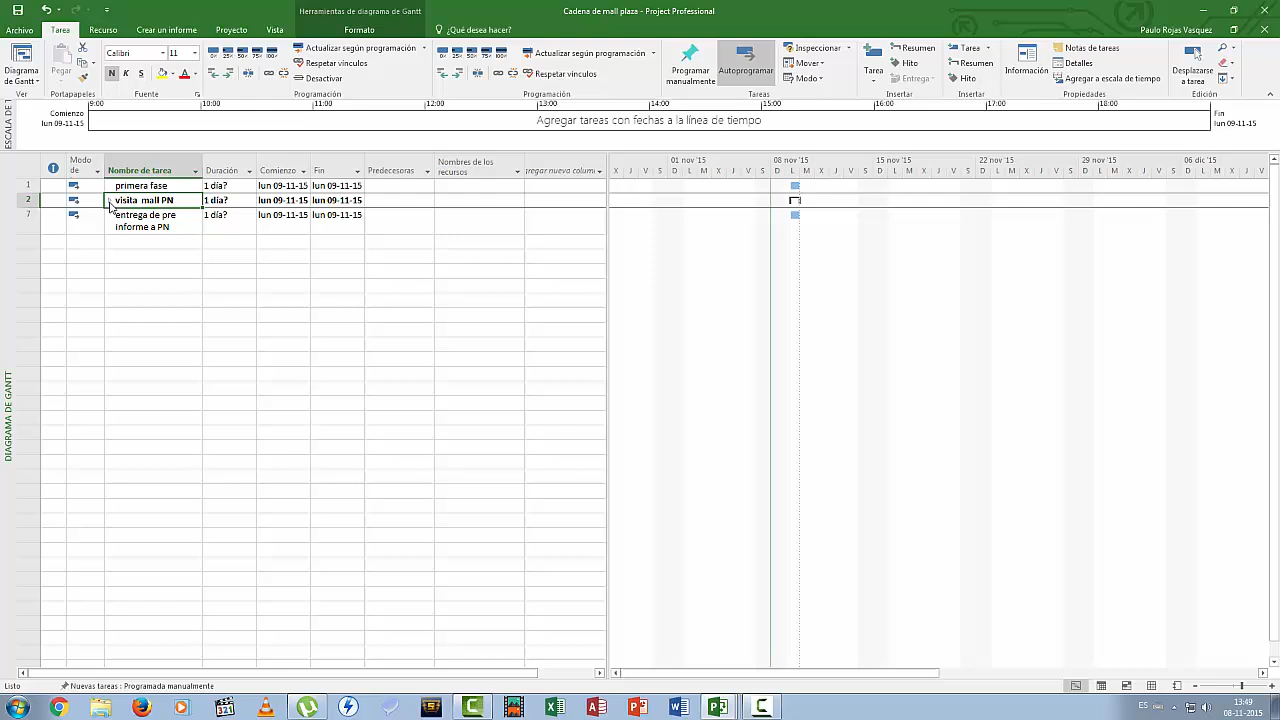 Herramientas de diagrama de Gantt
Cadena de mall plaza - Project Professional
Archivo Tarea Recurso Crear un informe Proyecto Vista Formato ¿Qué desea hacer? Paulo Rojas Vasquez
Diagrama de Gantt
Pegar
Portapapeles
Calibri 11
N K S
Fuente
Actualizar según programación
Respetar vínculos
Desactivar
Programación
Actualizar según programación
Respetar vínculos
Programación
Programar manualmente
Autoprogramar
Inspeccionar
Mover
Modo
Tareas
Tarea
Resumen
Hito
Entrega
Insertar
Tarea
Resumen
Hito
Insertar
Información
Notas de tareas
Detalles
Agregar a escala de tiempo
Propiedades
Desplazarse a tarea
Edición
ESCALA DE T
9:00 10:00 11:00 12:00 13:00 14:00 15:00 16:00 17:00 18:00
Comienzo
lun 09-11-15
Agregar tareas con fechas a la línea de tiempo
Fin
lun 09-11-15
Modo de Nombre de tarea Duración Comienzo Fin Predecesoras Nombres de los recursos gregar nueva colum
01 nov '15 08 nov '15 15 nov '15 22 nov '15 29 nov '15 06 dic '15
X J V S D L M X J V S D L M X J V S D L M X J V S D L M X J V S D L M X J V
1 primera fase 1 día? lun 09-11-15 lun 09-11-15
2 visita mall PN 1 día? lun 09-11-15 lun 09-11-15
7 entrega de pre informe a PN 1 día? lun 09-11-15 lun 09-11-15
DIAGRAMA DE GANTT
Listo Nuevas tareas : Programada manualmente
321
ES 13:49
08-11-2015